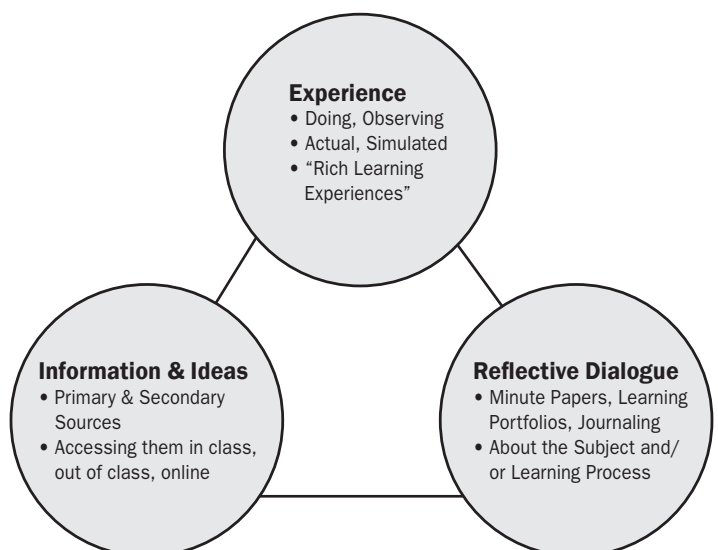 Experience
• Doing, Observing
• Actual, Simulated
• “Rich Learning
Experiences”
Information & Ideas
• Primary & Secondary
Sources
• Accessing them in class,
out of class, online
Reflective Dialogue
• Minute Papers, Learning
Portfolios, Journaling
• About the Subject and/
or Learning Process